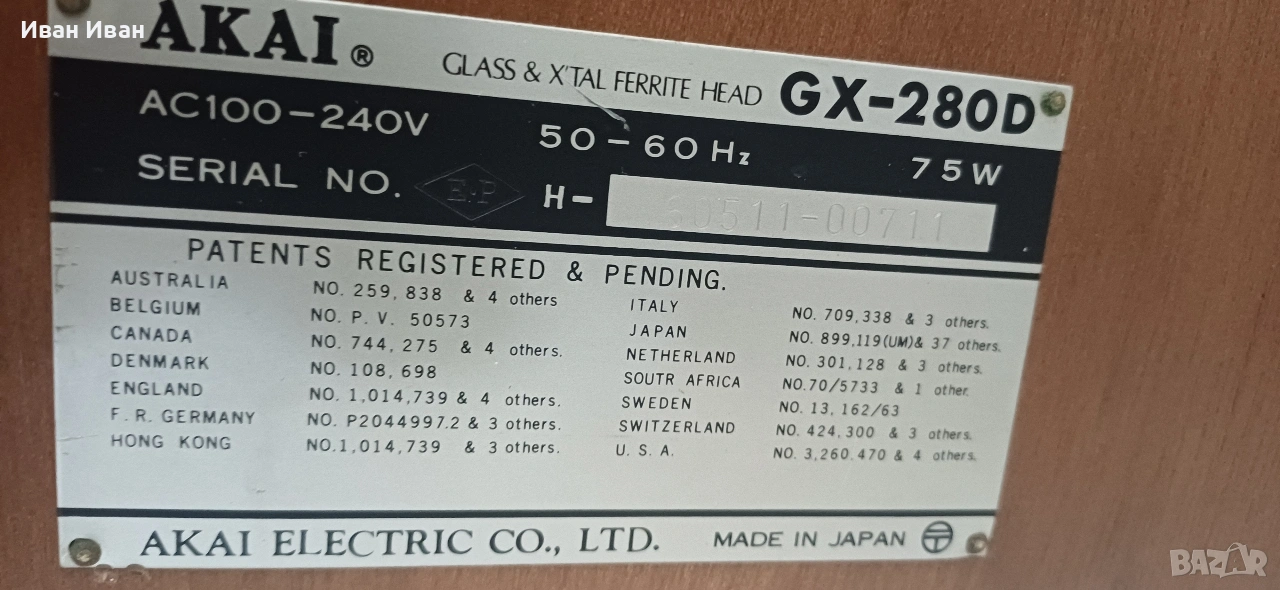 Иван Иван
AKAI®
GLASS & X'TAL FERRITE HEAD GX-280D
AC100-240V 50-60Hz 75W
SERIAL NO. E.P H- 0511-00711
PATENTS REGISTERED & PENDING.
AUSTRALIA NO. 259,838 & 4 others
BELGIUM NO. P. V. 50573
CANADA NO. 744,275 & 4 others.
DENMARK NO. 108,698
ENGLAND NO. 1,014,739 & 4 others.
F. R. GERMANY NO. P2044997.2 & 3 others.
HONG KONG NO.1,014,739 & 3 others.
ITALY NO. 709,338 & 3 others.
JAPAN NO. 899,119(UM)& 37 others.
NETHERLAND NO. 301,128 & 3 others.
SOUTR AFRICA NO.70/5733 & 1 other.
SWEDEN NO. 13, 162/63
SWITZERLAND NO. 424,300 & 3 others.
U. S. A. NO. 3,260.470 & 4 others.
AKAI ELECTRIC CO., LTD. MADE IN JAPAN
BAZAR